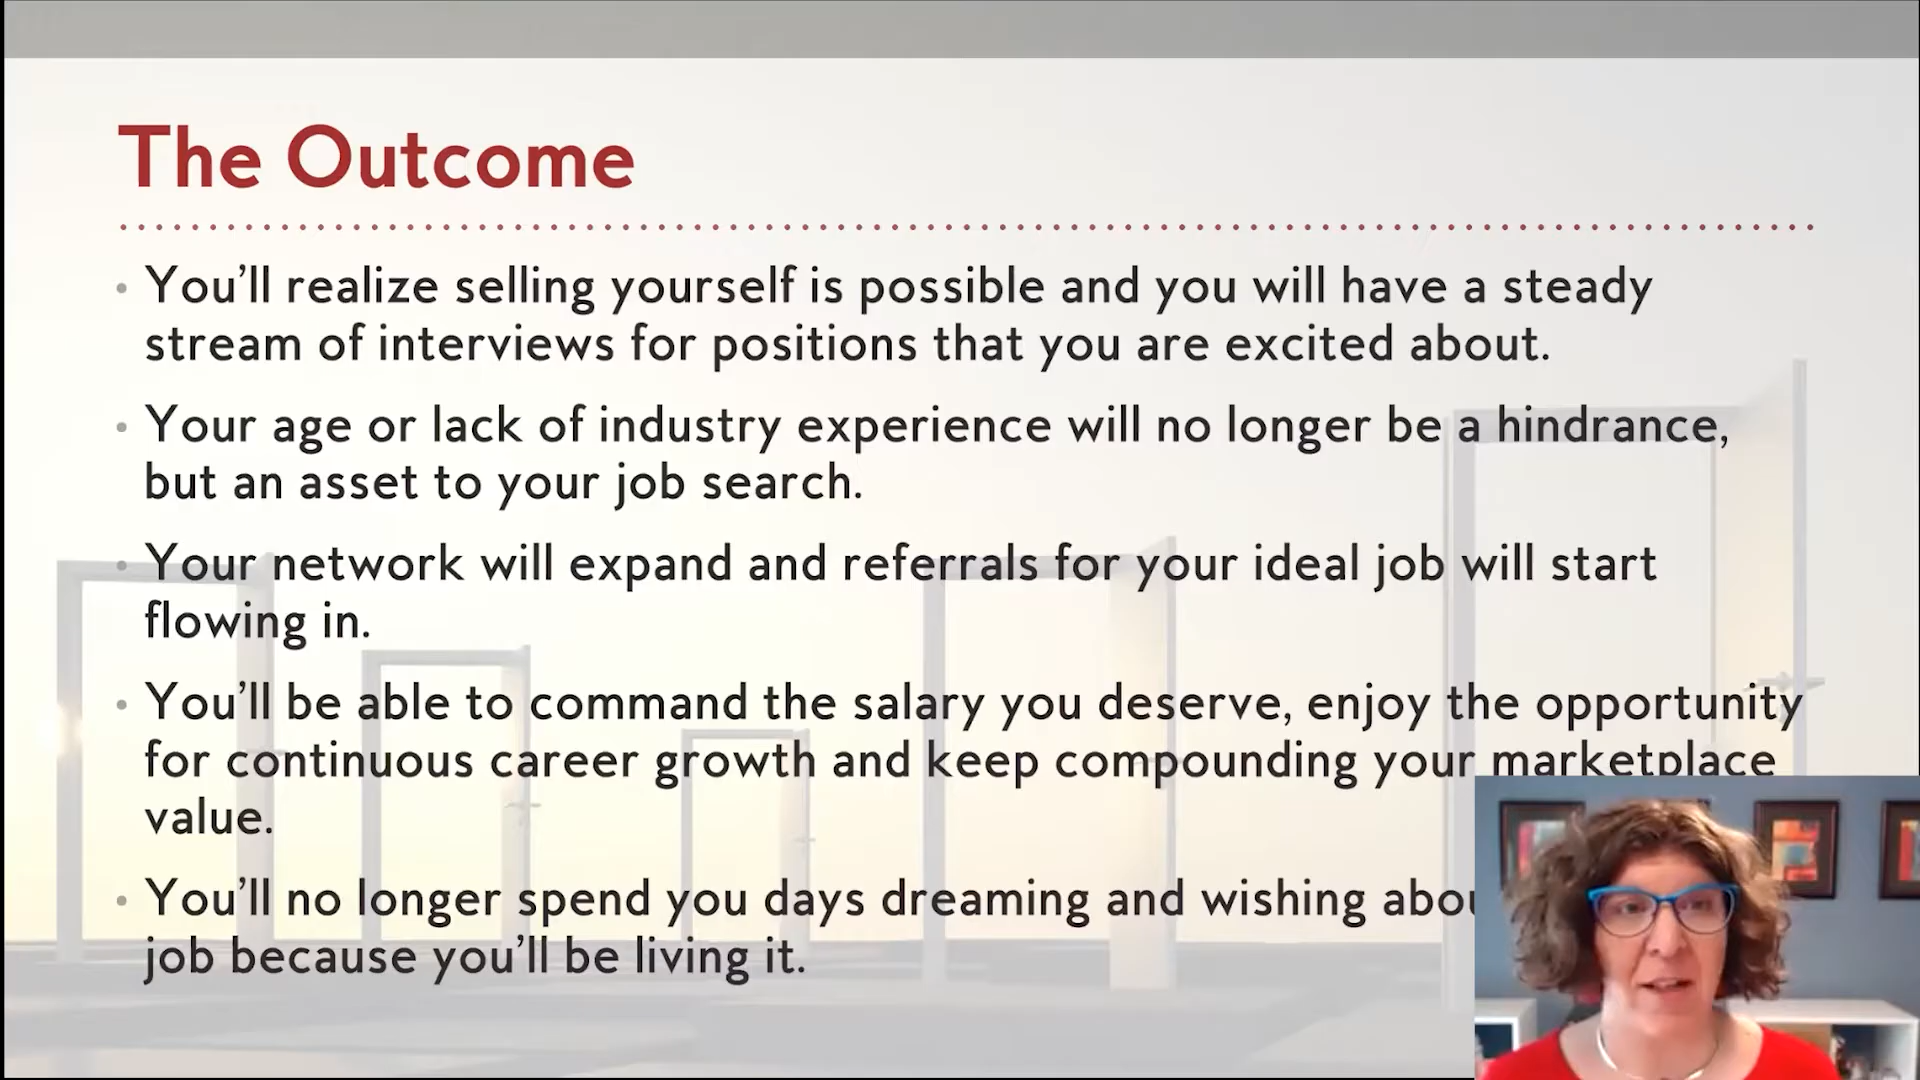 The Outcome
You’ll realize selling yourself is possible and you will have a steady
stream of interviews for positions that you are excited about.
Your age or lack of industry experience will no longer be a hindrance,
but an asset to your job search.
Your network will expand and referrals for your ideal job will start
flowing in.
You’ll be able to command the salary you deserve, enjoy the opportunity
for continuous career growth and keep compounding your marketplace
value.
You’ll no longer spend you days dreaming and wishing
job because you’ll be living it.